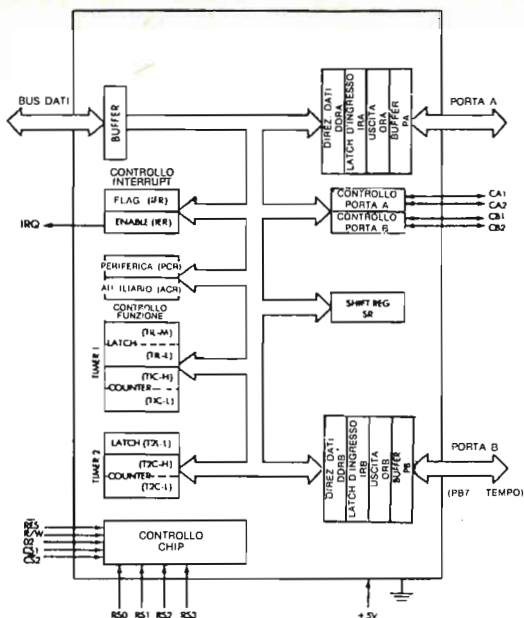 BUS DATI
BUFFER
DIREZ. DATI
DDRA
LATCH D'INGRESSO
IRA
USCITA
ORA
BUFFER
PA
PORTA A
CONTROLLO
INTERRUPT
FLAG (IFR)
ENABLE (IER)
IRQ
CONTROLLO
PORTA A
CONTROLLO
PORTA B
CA1
CA2
CB1
CB2
PERIFERICA (PCR)
(ACR)
CONTROLLO
FUNZIONE
SHIFT REG
SR
TIMER 1
LATCH
(T1L-L)
(T1C-H)
COUNTER
(T1C-L)
TIMER 2
LATCH (T2L-L)
(T2C-H)
COUNTER
(T2C-L)
DIREZ. DATI
DDRB
LATCH D'INGRESSO
IRB
USCITA
ORB
BUFFER
PB
PORTA B
(PB7 TEMPO)
RES
R/W
CS1
CS2
CONTROLLO
CHIP
RS0
RS1
RS2
RS3
+5V